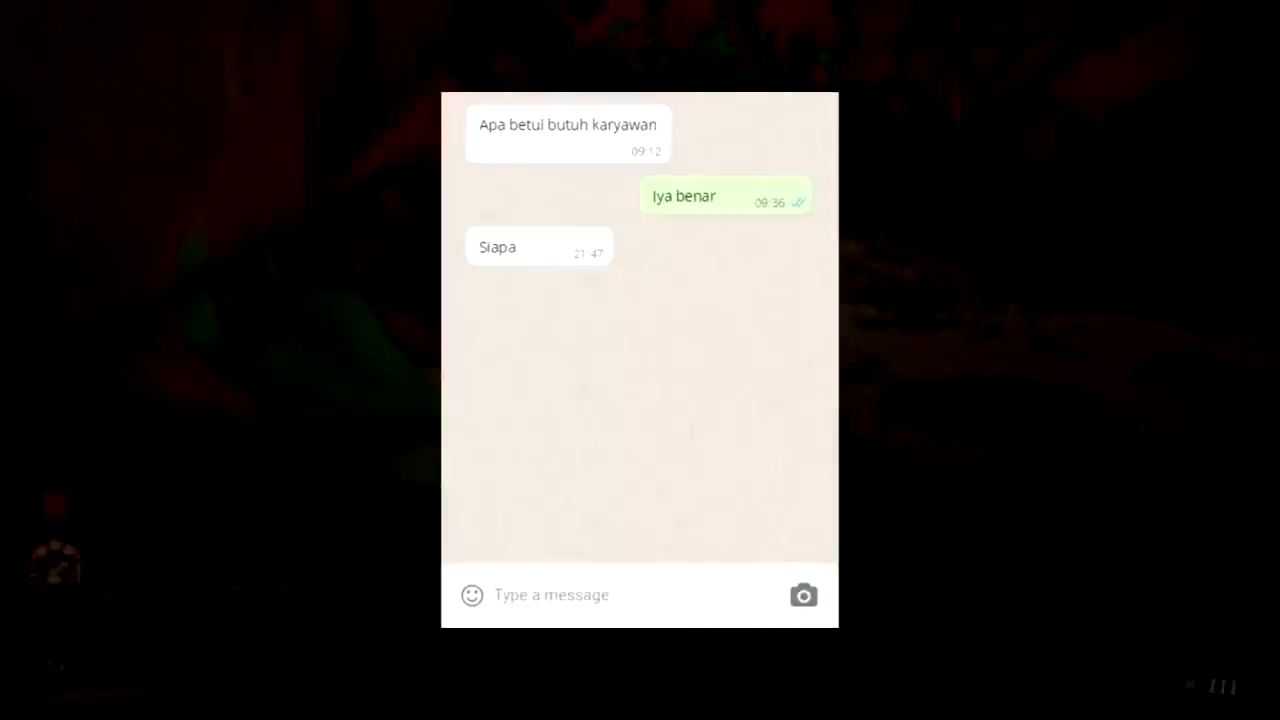 Apa betul butuh karyawan
09:12
Iya benar 09:36
Siapa 21:47
Type a message